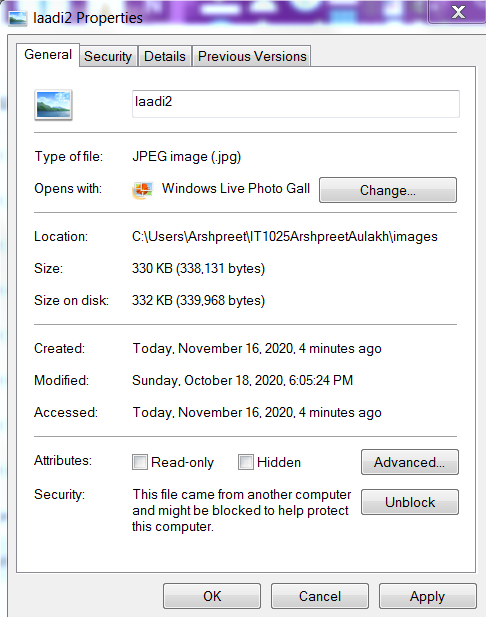 laadi2 Properties
X
General Security Details Previous Versions
laadi2
Type of file: JPEG image (.jpg)
Opens with: Windows Live Photo Gall Change...
Location: C:\Users\Arshpreet\IT1025ArshpreetAulakh\images
Size: 330 KB (338,131 bytes)
Size on disk: 332 KB (339,968 bytes)
Created: Today, November 16, 2020, 4 minutes ago
Modified: Sunday, October 18, 2020, 6:05:24 PM
Accessed: Today, November 16, 2020, 4 minutes ago
Attributes: Read-only Hidden Advanced...
Security: This file came from another computer
and might be blocked to help protect
this computer.
Unblock
OK Cancel Apply